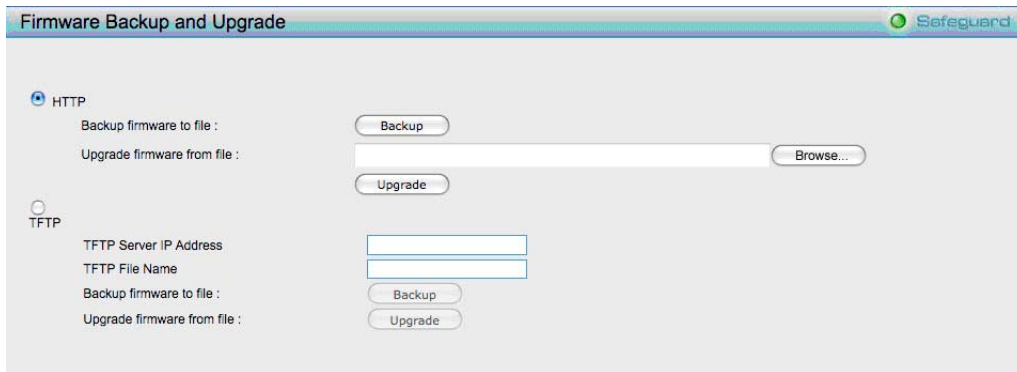 Firmware Backup and Upgrade
Safeguard
HTTP
Backup firmware to file : Backup
Upgrade firmware from file : Browse...
Upgrade
TFTP
TFTP Server IP Address
TFTP File Name
Backup firmware to file : Backup
Upgrade firmware from file : Upgrade